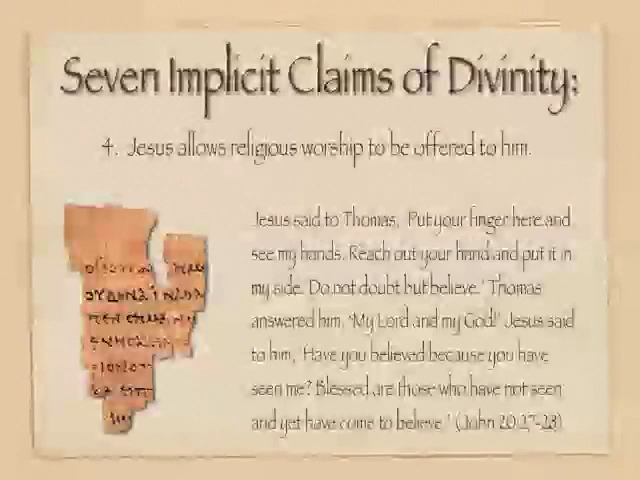 Seven Implicit Claims of Divinity:
4. Jesus allows religious worship to be offered to him.
Jesus said to Thomas, 'Put your finger here and
see my hands. Reach out your hand and put it in
my side. Do not doubt but believe.' Thomas
answered him, 'My Lord and my God!' Jesus said
to him, 'Have you believed because you have
seen me? Blessed are those who have not seen
and yet have come to believe.' (John 20:27-28)